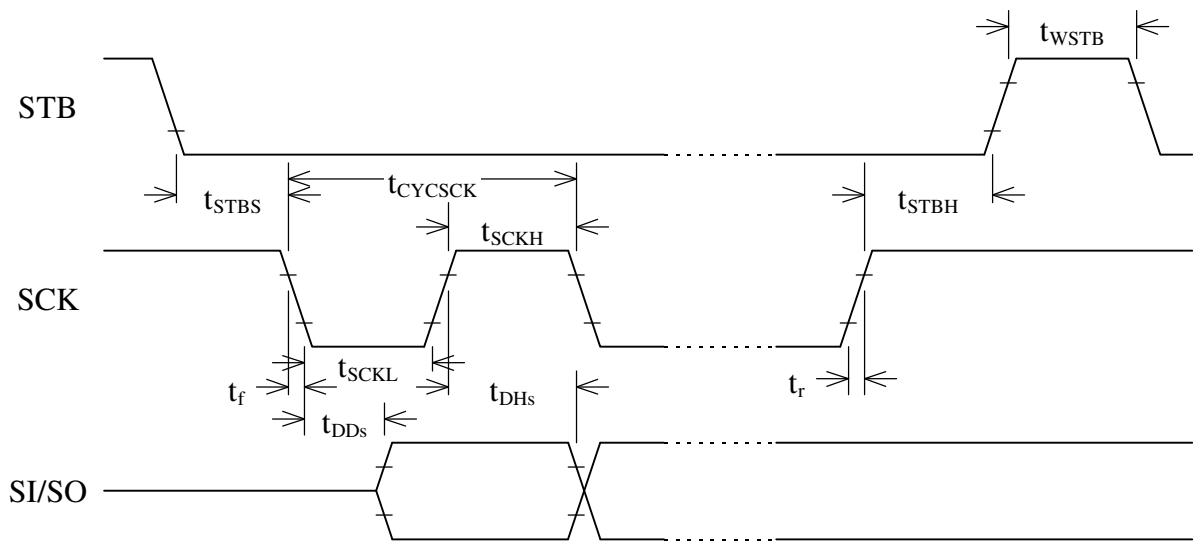 t_WSTB
STB
t_STBS
t_CYCSCK
t_STBH
t_SCKH
SCK
t_SCKL
t_f
t_DHs
t_r
t_DDs
SI/SO